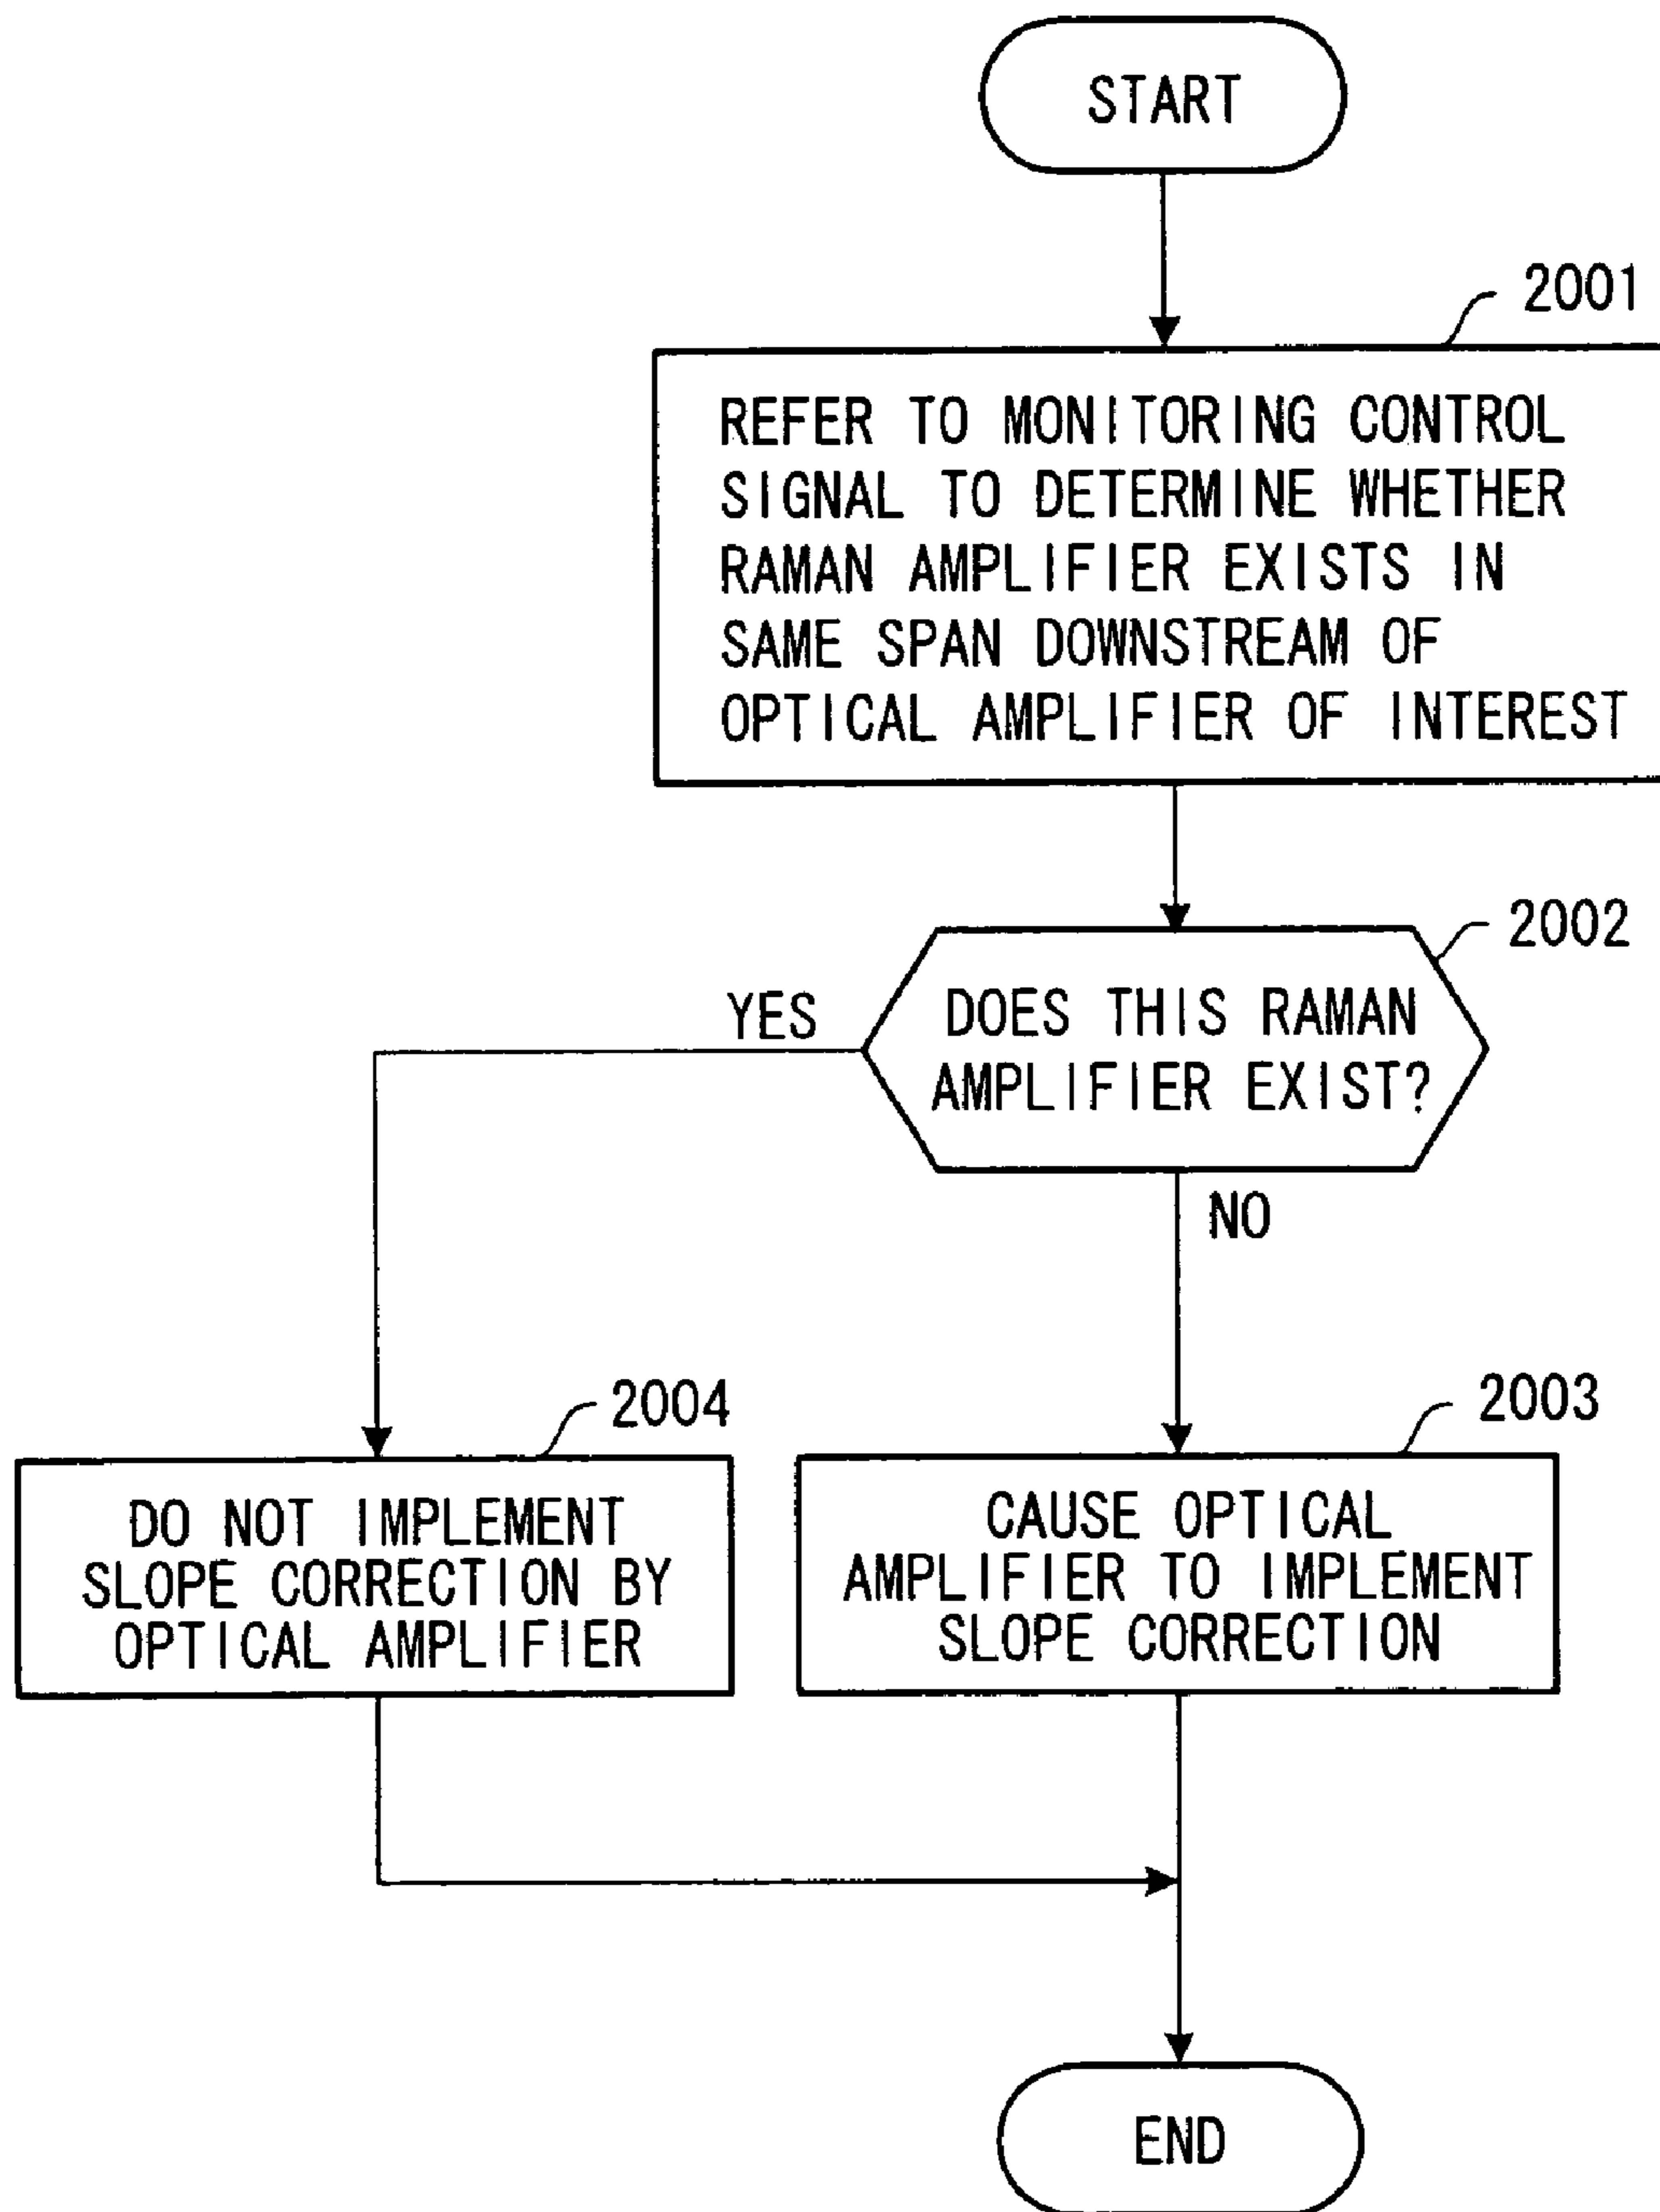 START
2001
REFER TO MONITORING CONTROL
SIGNAL TO DETERMINE WHETHER
RAMAN AMPLIFIER EXISTS IN
SAME SPAN DOWNSTREAM OF
OPTICAL AMPLIFIER OF INTEREST
2002
YES
DOES THIS RAMAN
AMPLIFIER EXIST?
NO
2004
2003
DO NOT IMPLEMENT
SLOPE CORRECTION BY
OPTICAL AMPLIFIER
CAUSE OPTICAL
AMPLIFIER TO IMPLEMENT
SLOPE CORRECTION
END